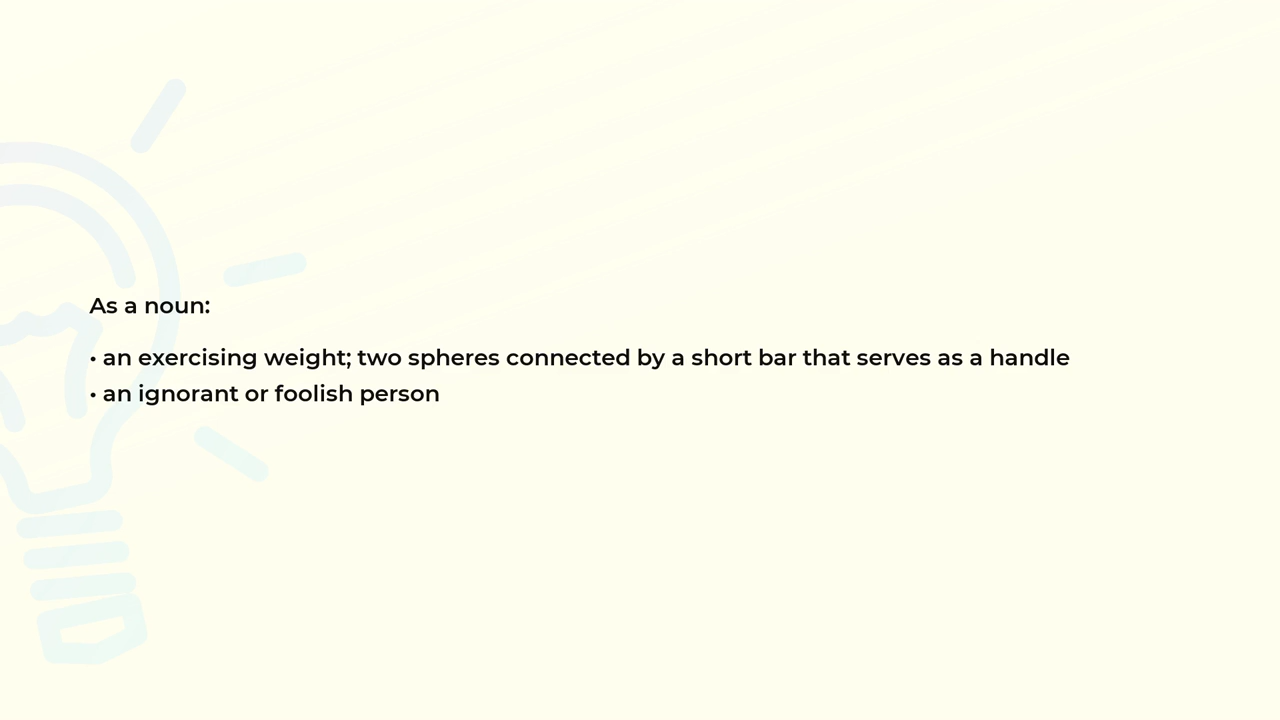 As a noun:
• an exercising weight; two spheres connected by a short bar that serves as a handle
• an ignorant or foolish person